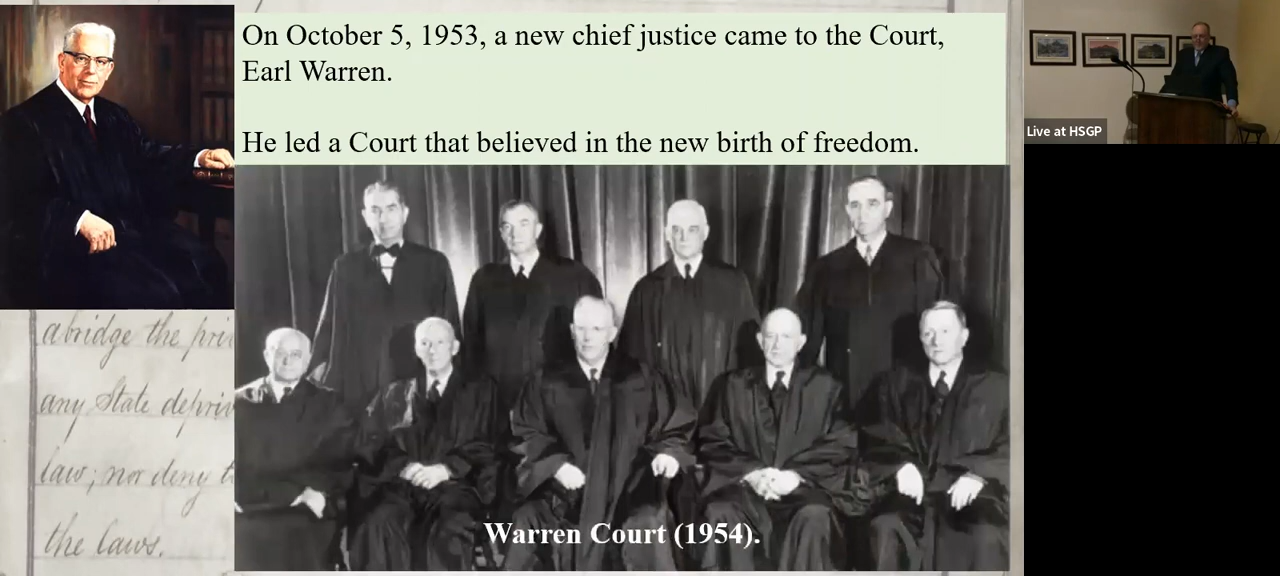 On October 5, 1953, a new chief justice came to the Court,
Earl Warren.
He led a Court that believed in the new birth of freedom.
Live at HSGP
abridge the
any State
law; nor deny
the laws.
Warren Court (1954).